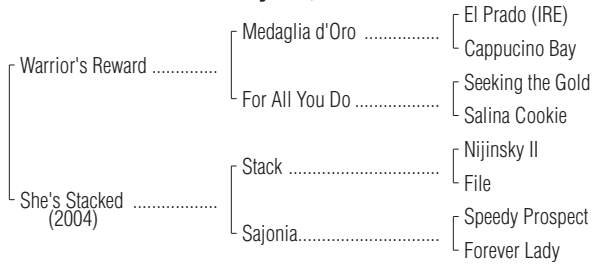 El Prado (IRE)
Medaglia d'Oro ................
Cappucino Bay
Warrior's Reward ..............
Seeking the Gold
For All You Do ..................
Salina Cookie
Nijinsky II
Stack ................................
File
She's Stacked ..................
(2004)
Speedy Prospect
Sajonia..............................
Forever Lady